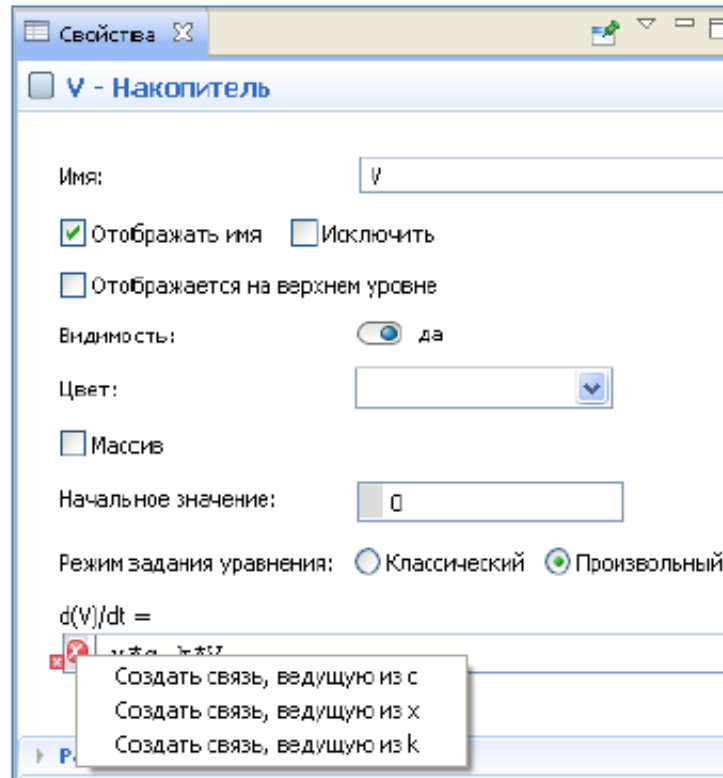 Свойства
V - Накопитель
Имя: V
Отображать имя Исключить
Отображается на верхнем уровне
Видимость: да
Цвет:
Массив
Начальное значение: 0
Режим задания уравнения: Классический Произвольный
d(V)/dt =
Создать связь, ведущую из c
Создать связь, ведущую из x
Создать связь, ведущую из k